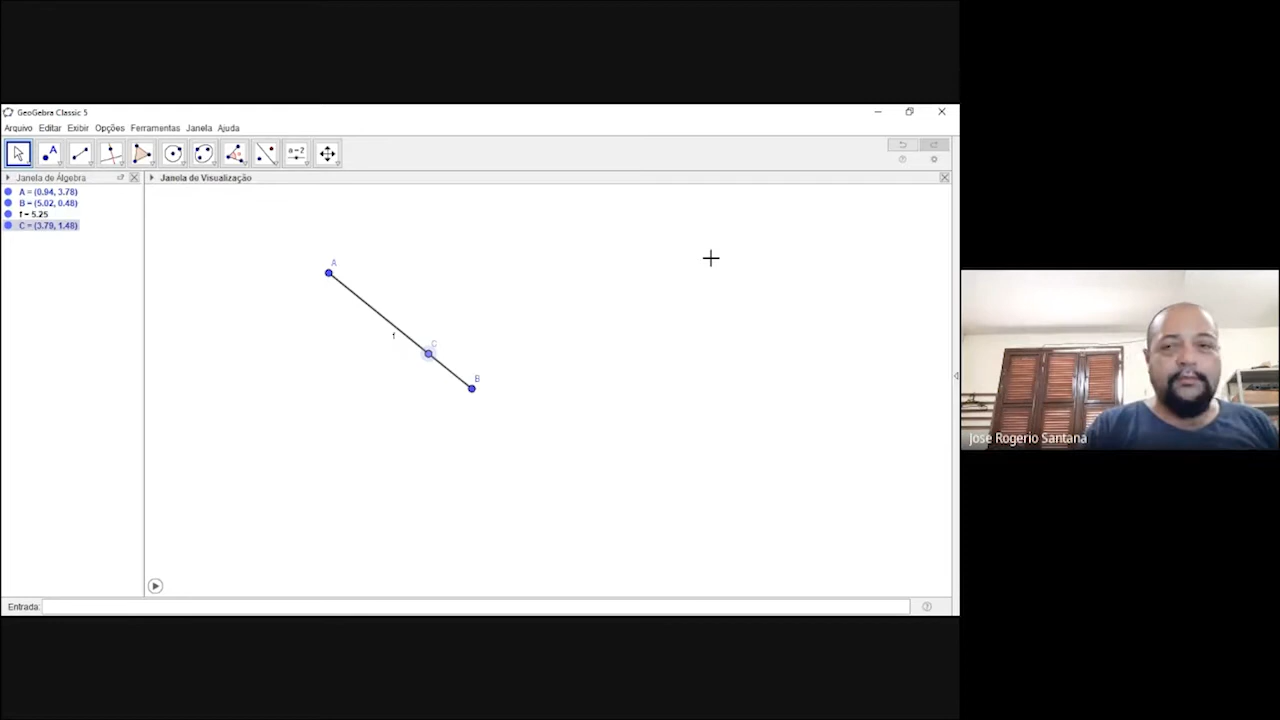 GeoGebra Classic 5
Arquivo Editar Exibir Opções Ferramentas Janela Ajuda
A
a=2
Janela de Álgebra
Janela de Visualização
A = (0.94, 3.78)
B = (5.02, 0.48)
f = 5.25
C = (3.79, 1.48)
A
f
C
B
Jose Rogerio Santana
Entrada: